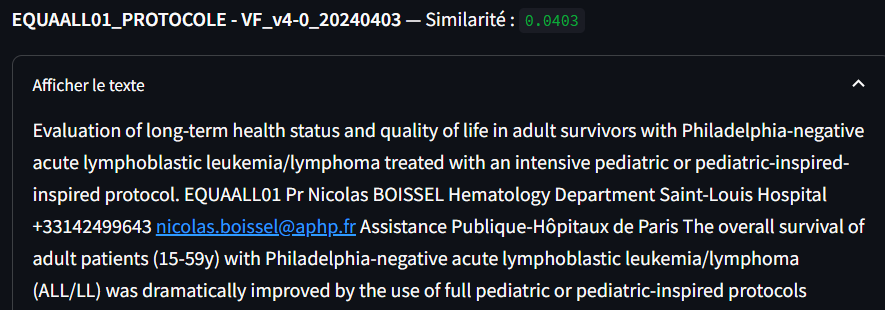 EQUAALL01_PROTOCOLE - VF_v4-0_20240403 — Similarité : 0.0403
Afficher le texte
Evaluation of long-term health status and quality of life in adult survivors with Philadelphia-negative
acute lymphoblastic leukemia/lymphoma treated with an intensive pediatric or pediatric-inspired-
inspired protocol. EQUAALL01 Pr Nicolas BOISSEL Hematology Department Saint-Louis Hospital
+33142499643 nicolas.boissel@aphp.fr Assistance Publique-Hôpitaux de Paris The overall survival of
adult patients (15-59y) with Philadelphia-negative acute lymphoblastic leukemia/lymphoma
(ALL/LL) was dramatically improved by the use of full pediatric or pediatric-inspired protocols